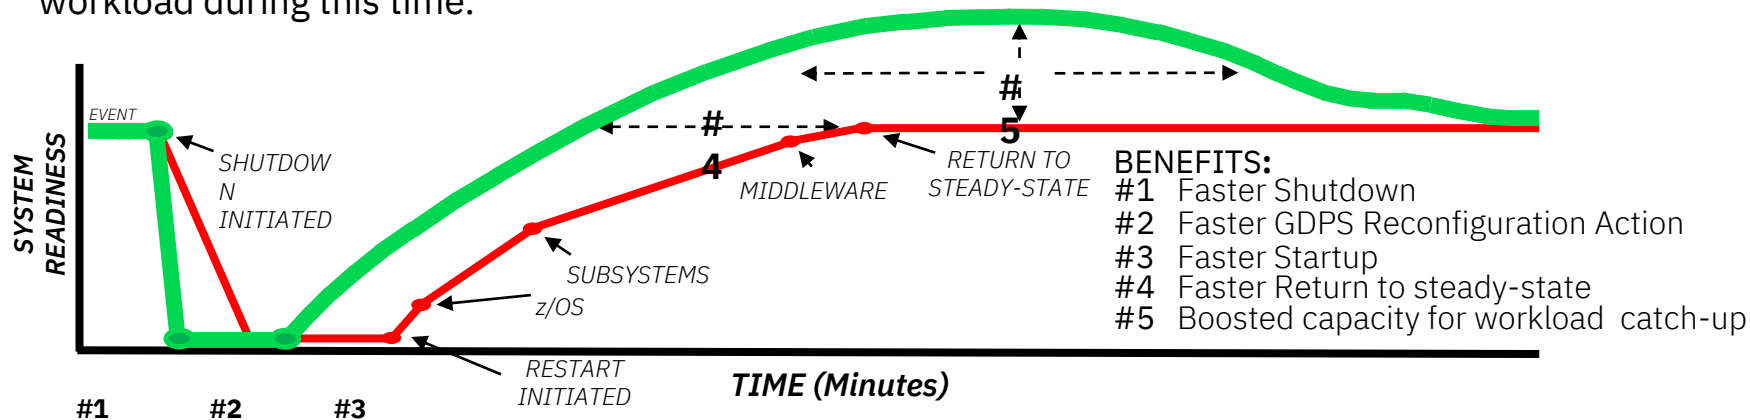 workload during this time.
EVENT
SHUTDOW
N
INITIATED
SYSTEM
READINESS
#
4
#
5
MIDDLEWARE
RETURN TO
STEADY-STATE
SUBSYSTEMS
z/OS
RESTART
INITIATED
BENEFITS:
#1 Faster Shutdown
#2 Faster GDPS Reconfiguration Action
#3 Faster Startup
#4 Faster Return to steady-state
#5 Boosted capacity for workload catch-up
TIME (Minutes)
#1 #2 #3